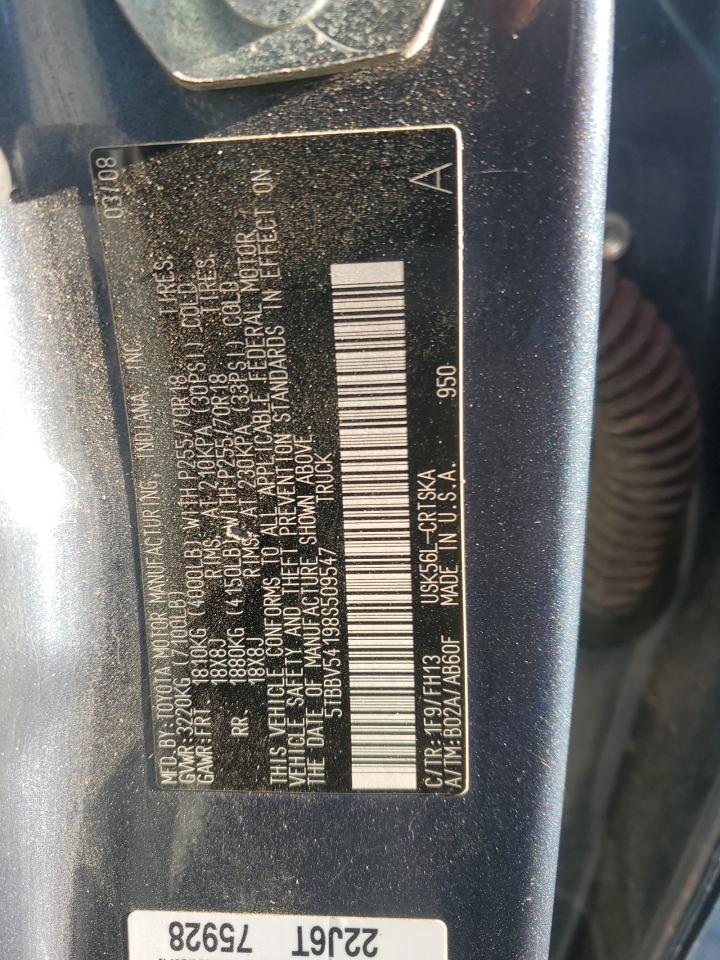 MFD. BY: TOYOTA MOTOR MANUFACTURING, INDIANA, INC. 03/08
GVWR: 3220KG (7100LB)
GAWR: FRT 1810KG (4000LB) WITH P255/70R18 TIRES,
18X8J RIMS, AT 210KPA (30PSI) COLD
RR. 1880KG (4150LB) WITH P255/70R18 TIRES,
18X8J RIMS, AT 230KPA (33PSI) COLD
THIS VEHICLE CONFORMS TO ALL APPLICABLE FEDERAL MOTOR
VEHICLE SAFETY AND THEFT PREVENTION STANDARDS IN EFFECT ON
THE DATE OF MANUFACTURE SHOWN ABOVE.
5TBBV54198S509547 TRUCK
C/TR: 1F9/FH13 USK56L-CRTSKA A
A/TM: B02A/AB60F MADE IN U.S.A. 950
22J6T
75928